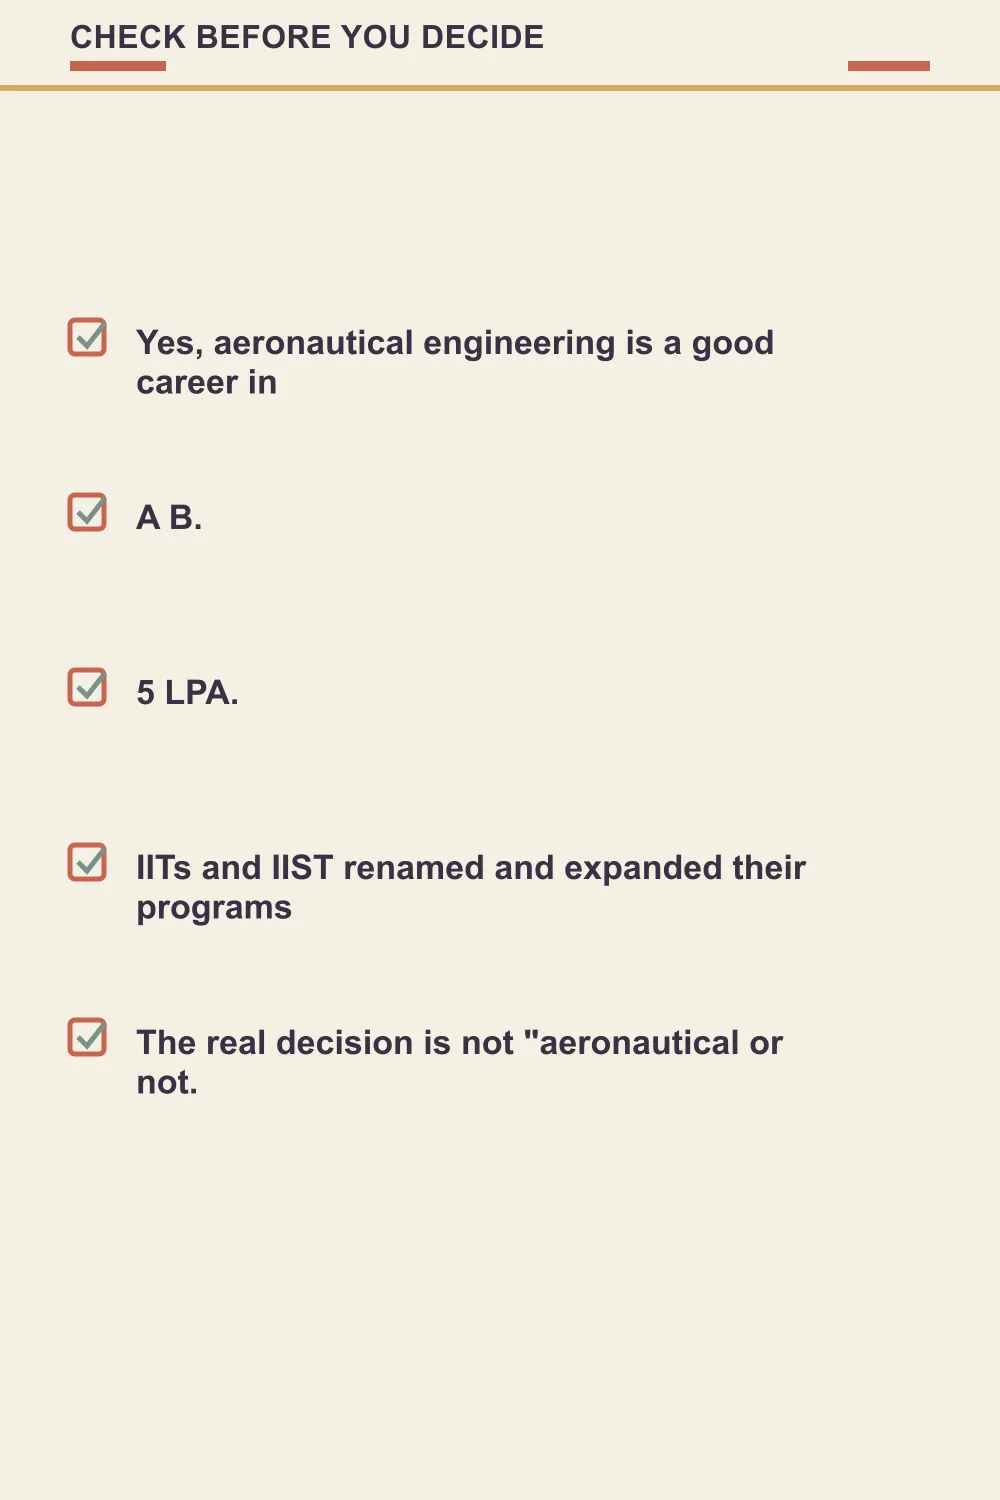 CHECK BEFORE YOU DECIDE
Yes, aeronautical engineering is a good
career in
A B.
5 LPA.
IITs and IIST renamed and expanded their
programs
The real decision is not "aeronautical or
not.